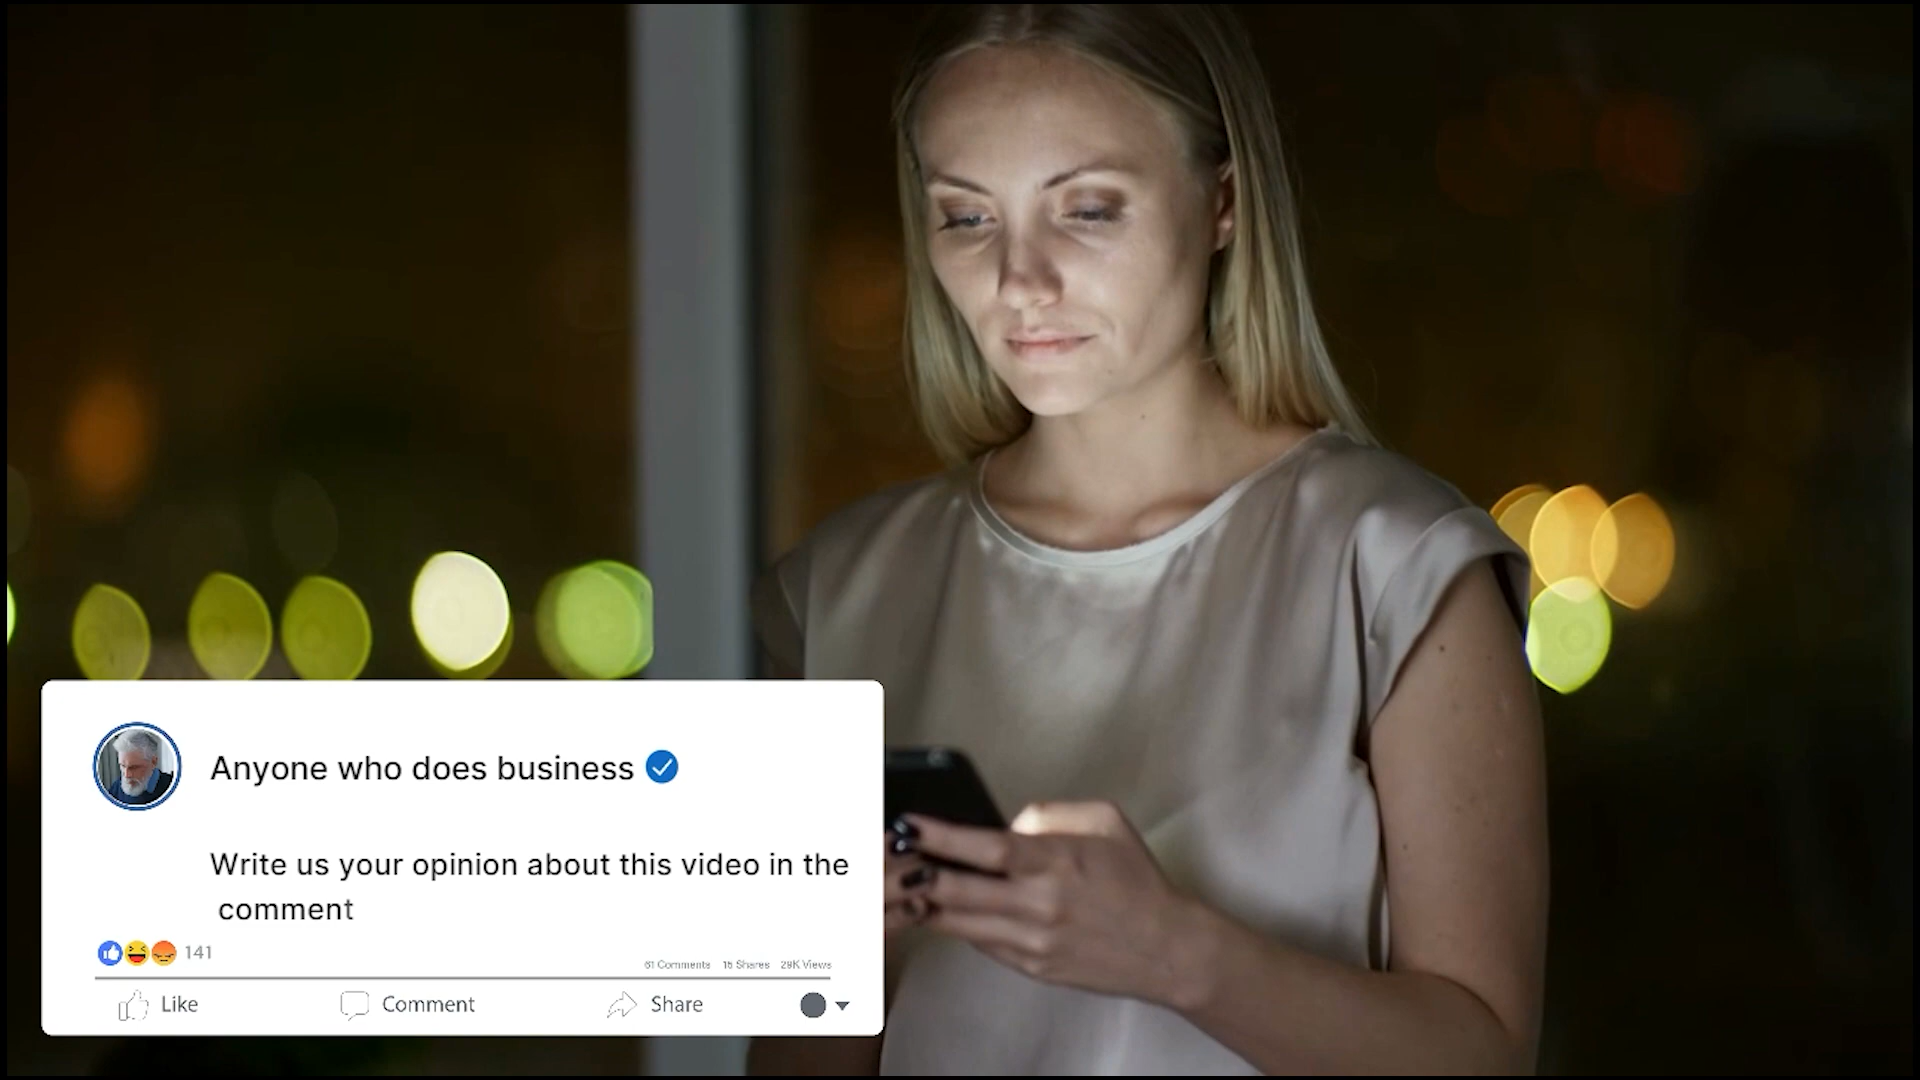 Anyone who does business
Write us your opinion about this video in the
comment
141
61 Comments 15 Shares 29K Views
Like Comment Share